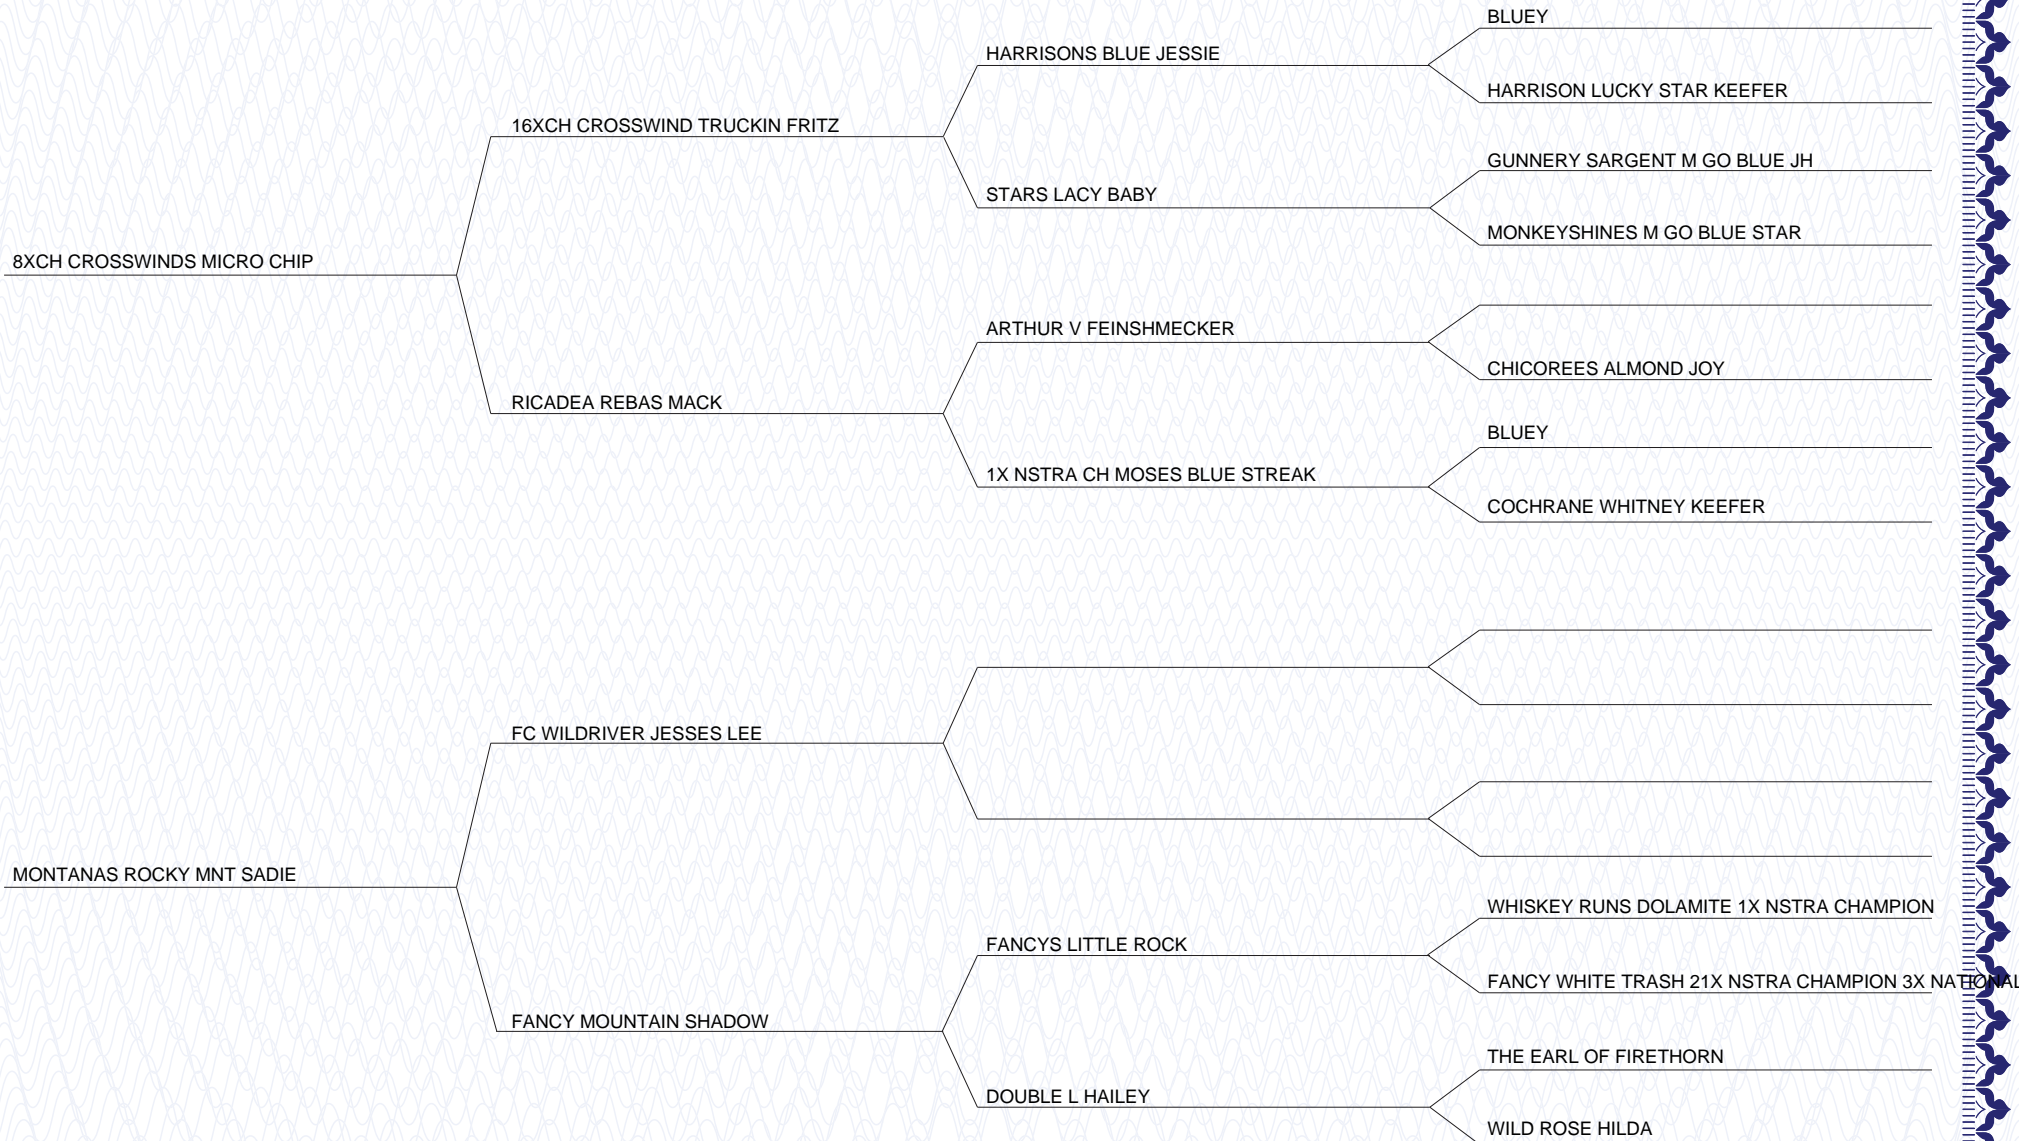 BLUEY
HARRISONS BLUE JESSIE
HARRISON LUCKY STAR KEEFER
16XCH CROSSWIND TRUCKIN FRITZ
GUNNERY SARGENT M GO BLUE JH
STARS LACY BABY
MONKEYSHINES M GO BLUE STAR
8XCH CROSSWINDS MICRO CHIP
ARTHUR V FEINSHMECKER
CHICOREES ALMOND JOY
RICADEA REBAS MACK
BLUEY
1X NSTRA CH MOSES BLUE STREAK
COCHRANE WHITNEY KEEFER
FC WILDRIVER JESSES LEE
MONTANAS ROCKY MNT SADIE
WHISKEY RUNS DOLAMITE 1X NSTRA CHAMPION
FANCYS LITTLE ROCK
FANCY WHITE TRASH 21X NSTRA CHAMPION 3X NATIONAL
FANCY MOUNTAIN SHADOW
THE EARL OF FIRETHORN
DOUBLE L HAILEY
WILD ROSE HILDA